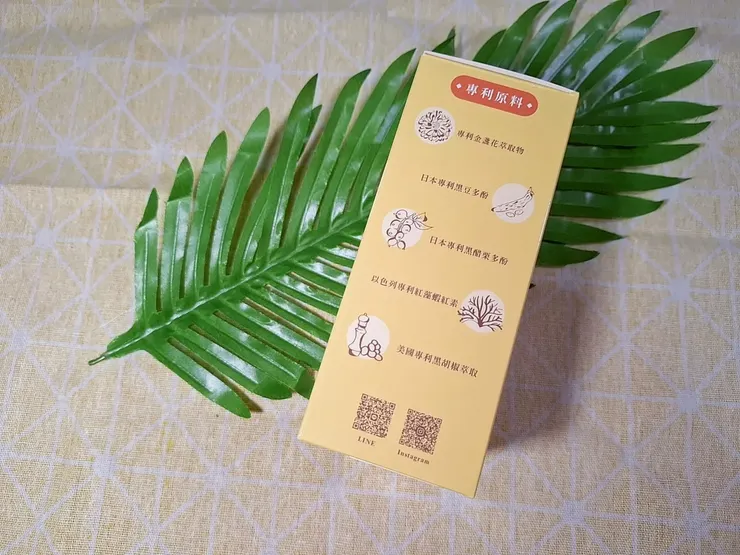 專利原料
專利金盞花萃取物
日本專利黑豆多酚
日本專利黑醋栗多酚
以色列專利紅藻蝦紅素
美國專利黑胡椒萃取
LINE
Instagram